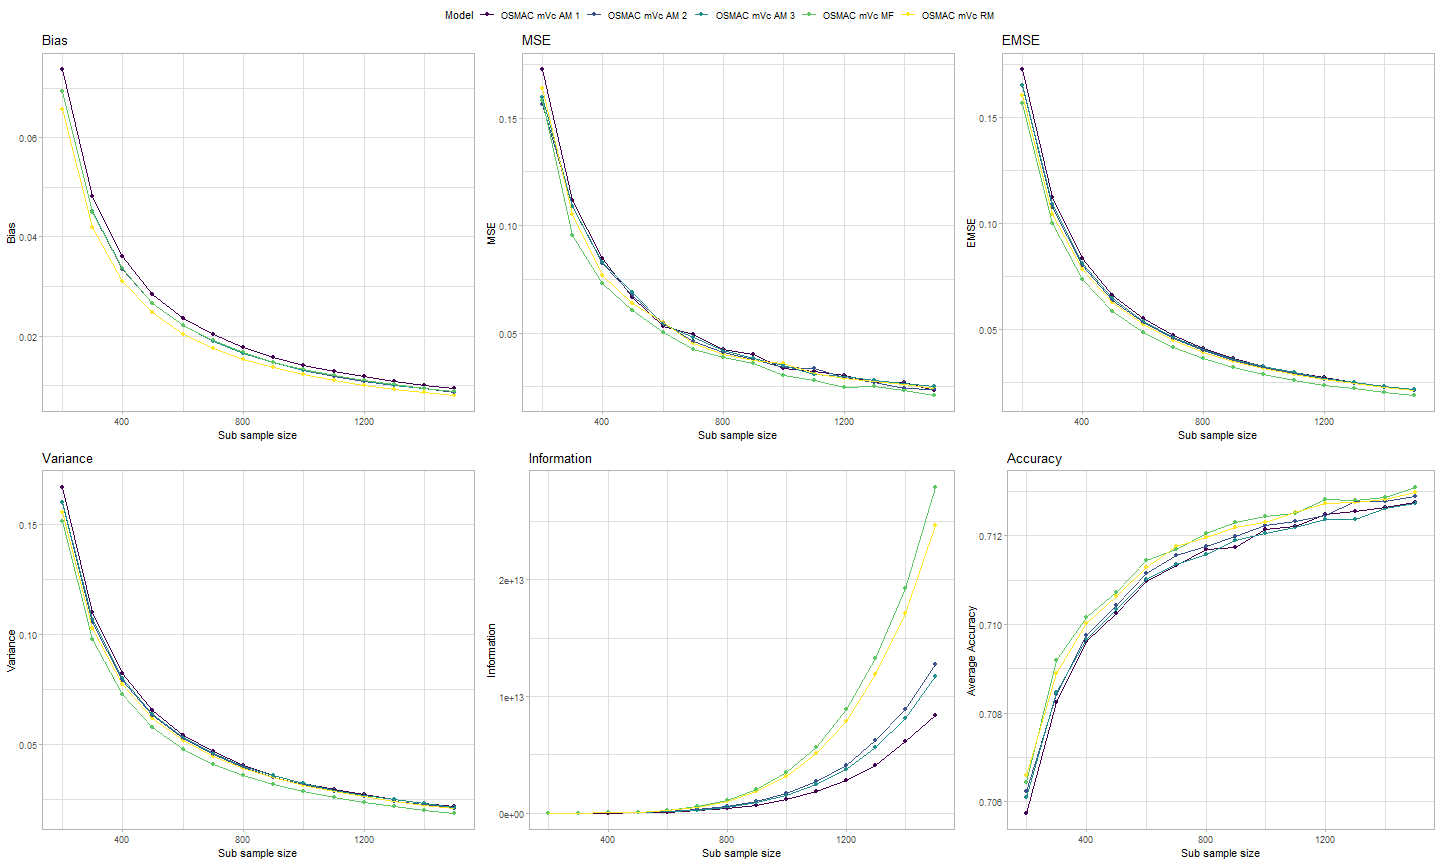 Model OSMAC mVc AM 1 OSMAC mVc AM 2 OSMAC mVc AM 3 OSMAC mVc MF OSMAC mVc RM
Bias
0.06
0.04
0.02
Bias
400 800 1200
Sub sample size
MSE
0.15
0.10
0.05
MSE
400 800 1200
Sub sample size
EMSE
0.15
0.10
0.05
EMSE
400 800 1200
Sub sample size
Variance
0.15
0.10
0.05
Variance
400 800 1200
Sub sample size
Information
2e+13
1e+13
0e+00
Information
400 800 1200
Sub sample size
Accuracy
0.712
0.710
0.708
0.706
Average Accuracy
400 800 1200
Sub sample size